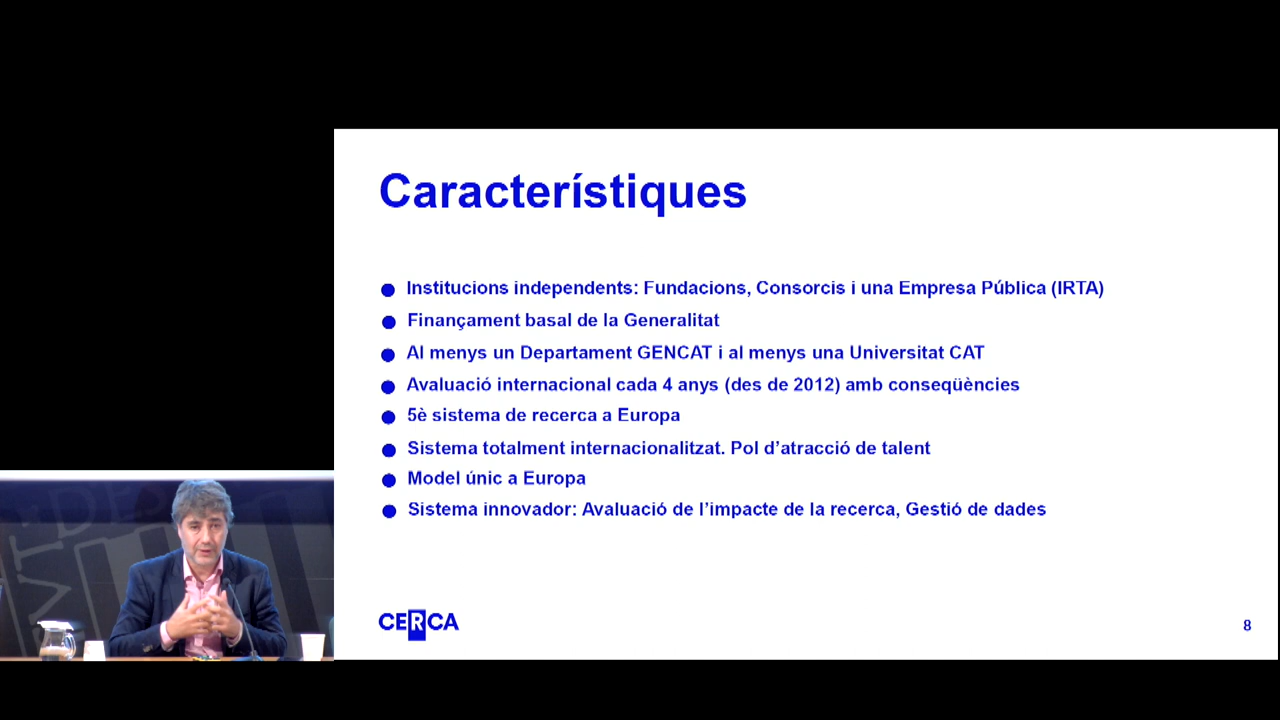 Característiques
Institucions independents: Fundacions, Consorcis i una Empresa Pública (IRTA)
Finançament basal de la Generalitat
Al menys un Departament GENCAT i al menys una Universitat CAT
Avaluació internacional cada 4 anys (des de 2012) amb conseqüències
5è sistema de recerca a Europa
Sistema totalment internacionalitzat. Pol d’atracció de talent
Model únic a Europa
Sistema innovador: Avaluació de l’impacte de la recerca, Gestió de dades
CERCA
8